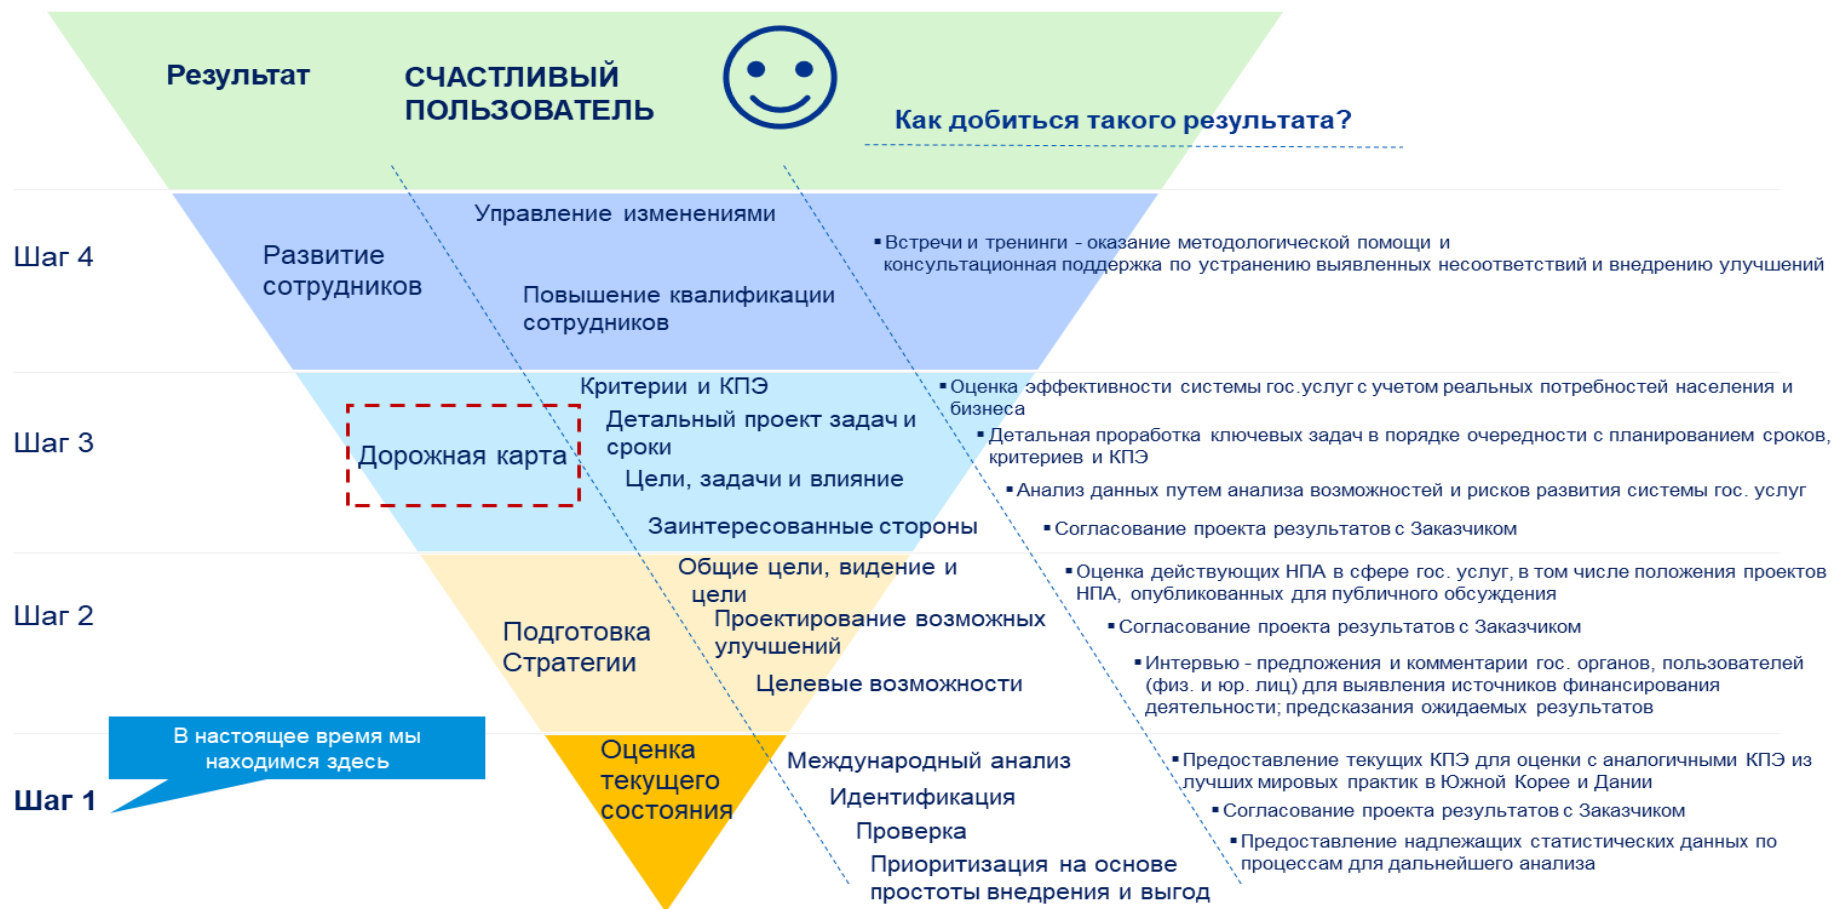 Результат
СЧАСТЛИВЫЙ
ПОЛЬЗОВАТЕЛЬ
Как добиться такого результата?
Шаг 4
Развитие
сотрудников
Управление изменениями
Повышение квалификации
сотрудников
▪ Встречи и тренинги - оказание методологической помощи и
консультационная поддержка по устранению выявленных несоответствий и внедрению улучшений
Шаг 3
Дорожная карта
Критерии и КПЭ
Детальный проект задач и
сроки
Цели, задачи и влияние
Заинтересованные стороны
▪ Оценка эффективности системы гос.услуг с учетом реальных потребностей населения и
бизнеса
▪ Детальная проработка ключевых задач в порядке очередности с планированием сроков,
критериев и КПЭ
▪ Анализ данных путем анализа возможностей и рисков развития системы гос. услуг
▪ Согласование проекта результатов с Заказчиком
Шаг 2
Подготовка
Стратегии
Общие цели, видение и
цели
Проектирование возможных
улучшений
Целевые возможности
▪ Оценка действующих НПА в сфере гос. услуг, в том числе положения проектов
НПА, опубликованных для публичного обсуждения
▪ Согласование проекта результатов с Заказчиком
▪ Интервью - предложения и комментарии гос. органов, пользователей
(физ. и юр. лиц) для выявления источников финансирования
деятельности; предсказания ожидаемых результатов
В настоящее время мы
находимся здесь
Шаг 1
Оценка
текущего
состояния
Международный анализ
Идентификация
Проверка
Приоритизация на основе
простоты внедрения и выгод
▪ Предоставление текущих КПЭ для оценки с аналогичными КПЭ из
лучших мировых практик в Южной Корее и Дании
▪ Согласование проекта результатов с Заказчиком
▪ Предоставление надлежащих статистических данных по
процессам для дальнейшего анализа